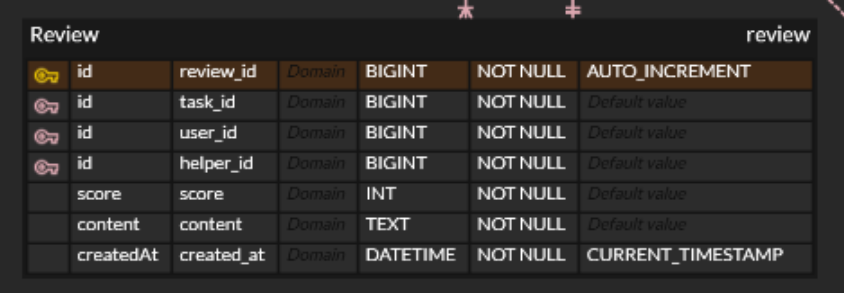 Review review
id review_id Domain BIGINT NOT NULL AUTO_INCREMENT
id task_id Domain BIGINT NOT NULL Default value
id user_id Domain BIGINT NOT NULL Default value
id helper_id Domain BIGINT NOT NULL Default value
score score Domain INT NOT NULL Default value
content content Domain TEXT NOT NULL Default value
createdAt created_at Domain DATETIME NOT NULL CURRENT_TIMESTAMP